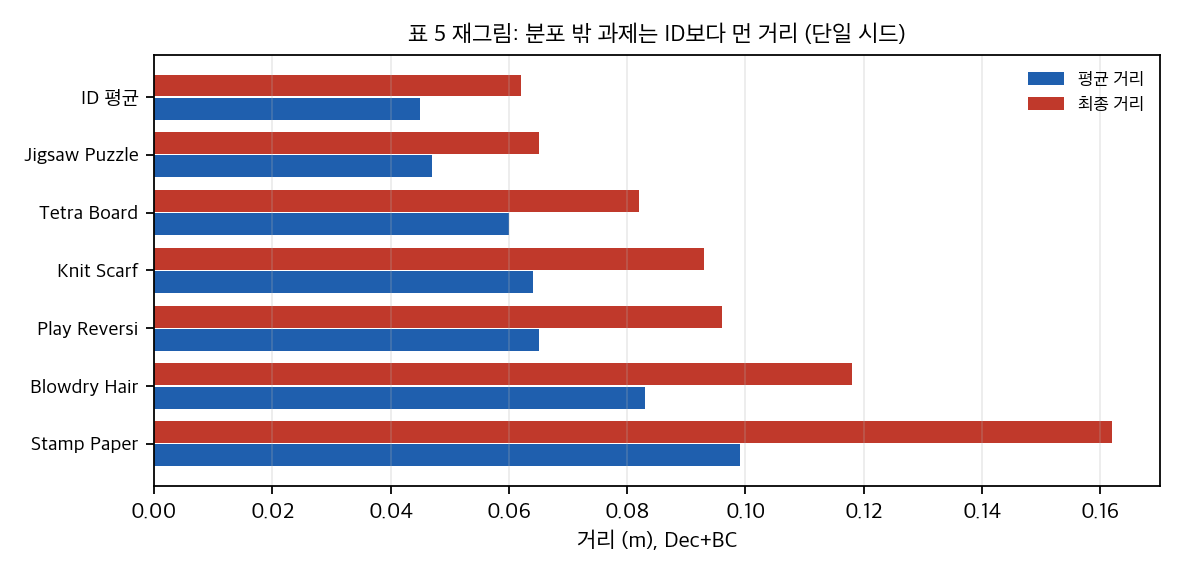 표 5 재그림: 분포 밖 과제는 ID보다 먼 거리 (단일 시드)
평균 거리
최종 거리
ID 평균
Jigsaw Puzzle
Tetra Board
Knit Scarf
Play Reversi
Blowdry Hair
Stamp Paper
0.00 0.02 0.04 0.06 0.08 0.10 0.12 0.14 0.16
거리 (m), Dec+BC